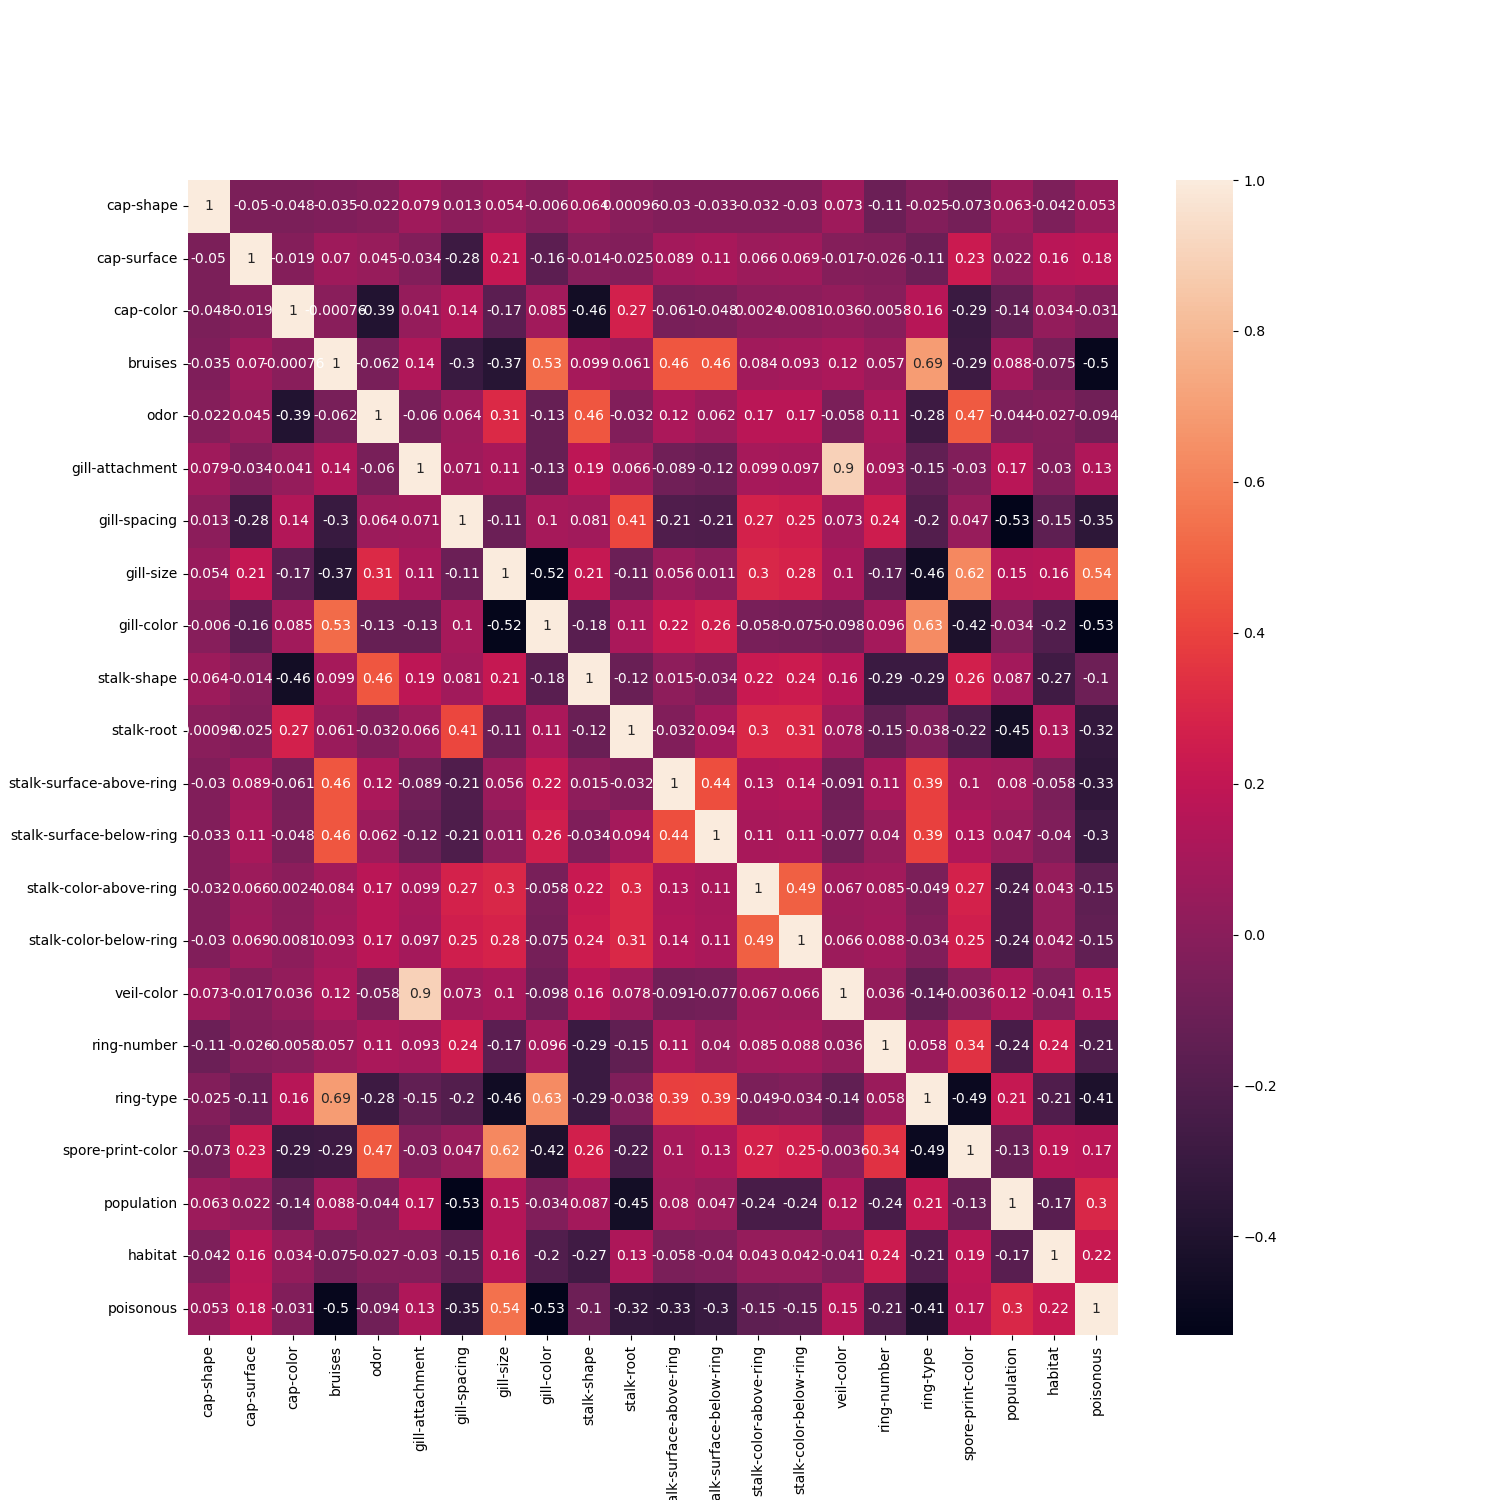 cap-shape 1 -0.05 -0.048 -0.035 -0.022 0.079 0.013 0.054 -0.006 0.064 0.00096 -0.03 -0.033 -0.032 -0.03 0.073 -0.11 -0.025 -0.073 0.063 -0.042 0.053 1.0
cap-surface -0.05 1 -0.019 0.07 0.045 -0.034 -0.28 0.21 -0.16 -0.014 -0.025 0.089 0.11 0.066 0.069 -0.017 -0.026 -0.11 0.23 0.022 0.16 0.18
cap-color -0.048 -0.019 1 -0.00076 -0.39 0.041 0.14 -0.17 0.085 -0.46 0.27 -0.061 -0.048 0.0024 0.0081 0.036 -0.0058 0.16 -0.29 -0.14 0.034 -0.031 0.8
bruises -0.035 0.07 -0.00076 1 -0.062 0.14 -0.3 -0.37 0.53 0.099 0.061 0.46 0.46 0.084 0.093 0.12 0.057 0.69 -0.29 0.088 -0.075 -0.5
odor -0.022 0.045 -0.39 -0.062 1 -0.06 0.064 0.31 -0.13 0.46 -0.032 0.12 0.062 0.17 0.17 -0.058 0.11 -0.28 0.47 -0.044 -0.027 -0.094
gill-attachment 0.079 -0.034 0.041 0.14 -0.06 1 0.071 0.11 -0.13 0.19 0.066 -0.089 -0.12 0.099 0.097 0.9 0.093 -0.15 -0.03 0.17 -0.03 0.13 0.6
gill-spacing 0.013 -0.28 0.14 -0.3 0.064 0.071 1 -0.11 0.1 0.081 0.41 -0.21 -0.21 0.27 0.25 0.073 0.24 -0.2 0.047 -0.53 -0.15 -0.35
gill-size 0.054 0.21 -0.17 -0.37 0.31 0.11 -0.11 1 -0.52 0.21 -0.11 0.056 0.011 0.3 0.28 0.1 -0.17 -0.46 0.62 0.15 0.16 0.54
gill-color -0.006 -0.16 0.085 0.53 -0.13 -0.13 0.1 -0.52 1 -0.18 0.11 0.22 0.26 -0.058 -0.075 -0.098 0.096 0.63 -0.42 -0.034 -0.2 -0.53 0.4
stalk-shape 0.064 -0.014 -0.46 0.099 0.46 0.19 0.081 0.21 -0.18 1 -0.12 0.015 -0.034 0.22 0.24 0.16 -0.29 -0.29 0.26 0.087 -0.27 -0.1
stalk-root 0.00096 -0.025 0.27 0.061 -0.032 0.066 0.41 -0.11 0.11 -0.12 1 -0.032 0.094 0.3 0.31 0.078 -0.15 -0.038 -0.22 -0.45 0.13 -0.32
stalk-surface-above-ring -0.03 0.089 -0.061 0.46 0.12 -0.089 -0.21 0.056 0.22 0.015 -0.032 1 0.44 0.13 0.14 -0.091 0.11 0.39 0.1 0.08 -0.058 -0.33 0.2
stalk-surface-below-ring -0.033 0.11 -0.048 0.46 0.062 -0.12 -0.21 0.011 0.26 -0.034 0.094 0.44 1 0.11 0.11 -0.077 0.04 0.39 0.13 0.047 -0.04 -0.3
stalk-color-above-ring -0.032 0.066 0.0024 0.084 0.17 0.099 0.27 0.3 -0.058 0.22 0.3 0.13 0.11 1 0.49 0.067 0.085 -0.049 0.27 -0.24 0.043 -0.15
stalk-color-below-ring -0.03 0.069 0.0081 0.093 0.17 0.097 0.25 0.28 -0.075 0.24 0.31 0.14 0.11 0.49 1 0.066 0.088 -0.034 0.25 -0.24 0.042 -0.15 0.0
veil-color 0.073 -0.017 0.036 0.12 -0.058 0.9 0.073 0.1 -0.098 0.16 0.078 -0.091 -0.077 0.067 0.066 1 0.036 -0.14 -0.0036 0.12 -0.041 0.15
ring-number -0.11 -0.026 -0.0058 0.057 0.11 0.093 0.24 -0.17 0.096 -0.29 -0.15 0.11 0.04 0.085 0.088 0.036 1 0.058 0.34 -0.24 0.24 -0.21
ring-type -0.025 -0.11 0.16 0.69 -0.28 -0.15 -0.2 -0.46 0.63 -0.29 -0.038 0.39 0.39 -0.049 -0.034 -0.14 0.058 1 -0.49 0.21 -0.21 -0.41 −0.2
spore-print-color -0.073 0.23 -0.29 -0.29 0.47 -0.03 0.047 0.62 -0.42 0.26 -0.22 0.1 0.13 0.27 0.25 -0.0036 0.34 -0.49 1 -0.13 0.19 0.17
population 0.063 0.022 -0.14 0.088 -0.044 0.17 -0.53 0.15 -0.034 0.087 -0.45 0.08 0.047 -0.24 -0.24 0.12 -0.24 0.21 -0.13 1 -0.17 0.3
habitat -0.042 0.16 0.034 -0.075 -0.027 -0.03 -0.15 0.16 -0.2 -0.27 0.13 -0.058 -0.04 0.043 0.042 -0.041 0.24 -0.21 0.19 -0.17 1 0.22 −0.4
poisonous 0.053 0.18 -0.031 -0.5 -0.094 0.13 -0.35 0.54 -0.53 -0.1 -0.32 -0.33 -0.3 -0.15 -0.15 0.15 -0.21 -0.41 0.17 0.3 0.22 1
cap-shape
cap-surface
cap-color
bruises
odor
gill-attachment
gill-spacing
gill-size
gill-color
stalk-shape
stalk-root
alk-surface-above-ring
alk-surface-below-ring
stalk-color-above-ring
stalk-color-below-ring
veil-color
ring-number
ring-type
spore-print-color
population
habitat
poisonous